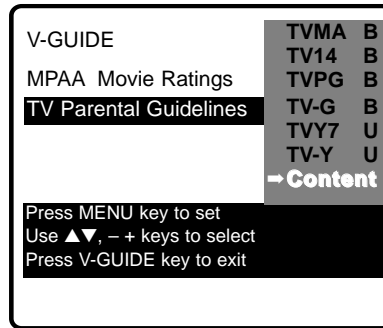 V-GUIDE
MPAA Movie Ratings
TV Parental Guidelines
TVMA B
TV14 B
TVPG B
TV-G B
TVY7 U
TV-Y U
➡Content
Press MENU key to set
Use ▲▼, – + keys to select
Press V-GUIDE key to exit